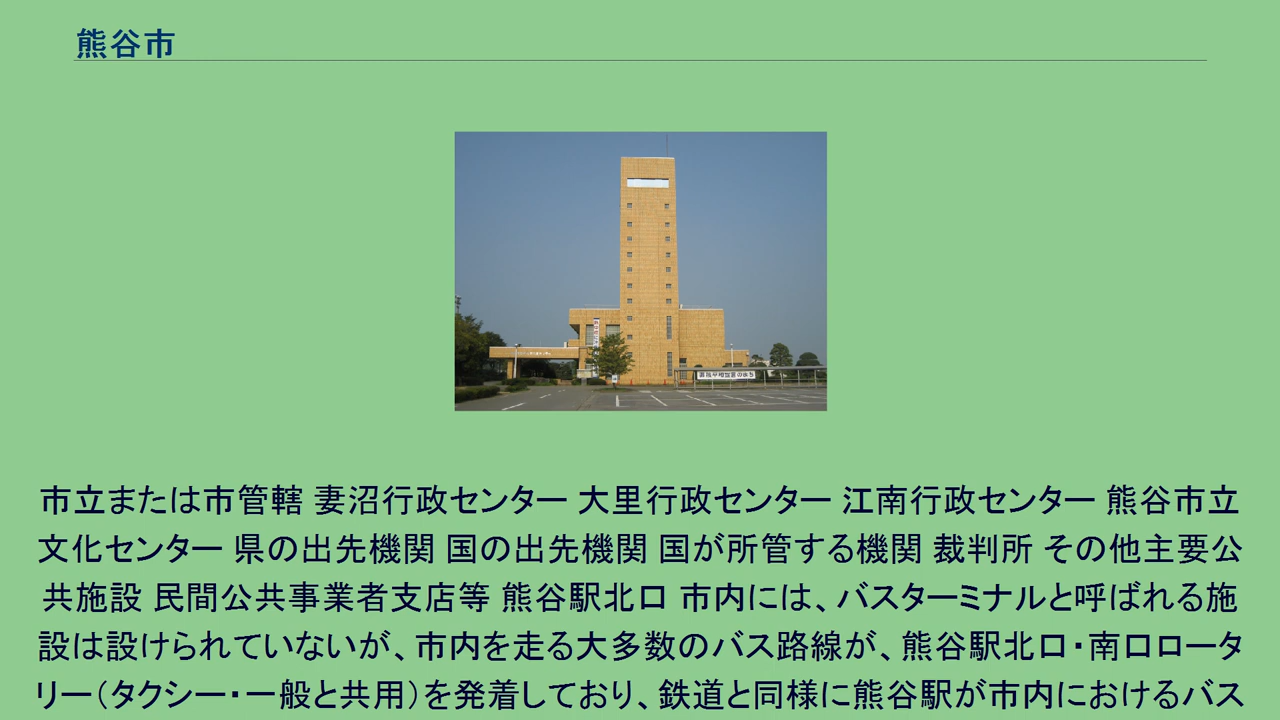 熊谷市
市立または市管轄 妻沼行政センター 大里行政センター 江南行政センター 熊谷市立
文化センター 県の出先機関 国の出先機関 国が所管する機関 裁判所 その他主要公
共施設 民間公共事業者支店等 熊谷駅北口 市内には、バスターミナルと呼ばれる施
設は設けられていないが、市内を走る大多数のバス路線が、熊谷駅北口・南口ロータ
リー（タクシー・一般と共用）を発着しており、鉄道と同様に熊谷駅が市内におけるバス